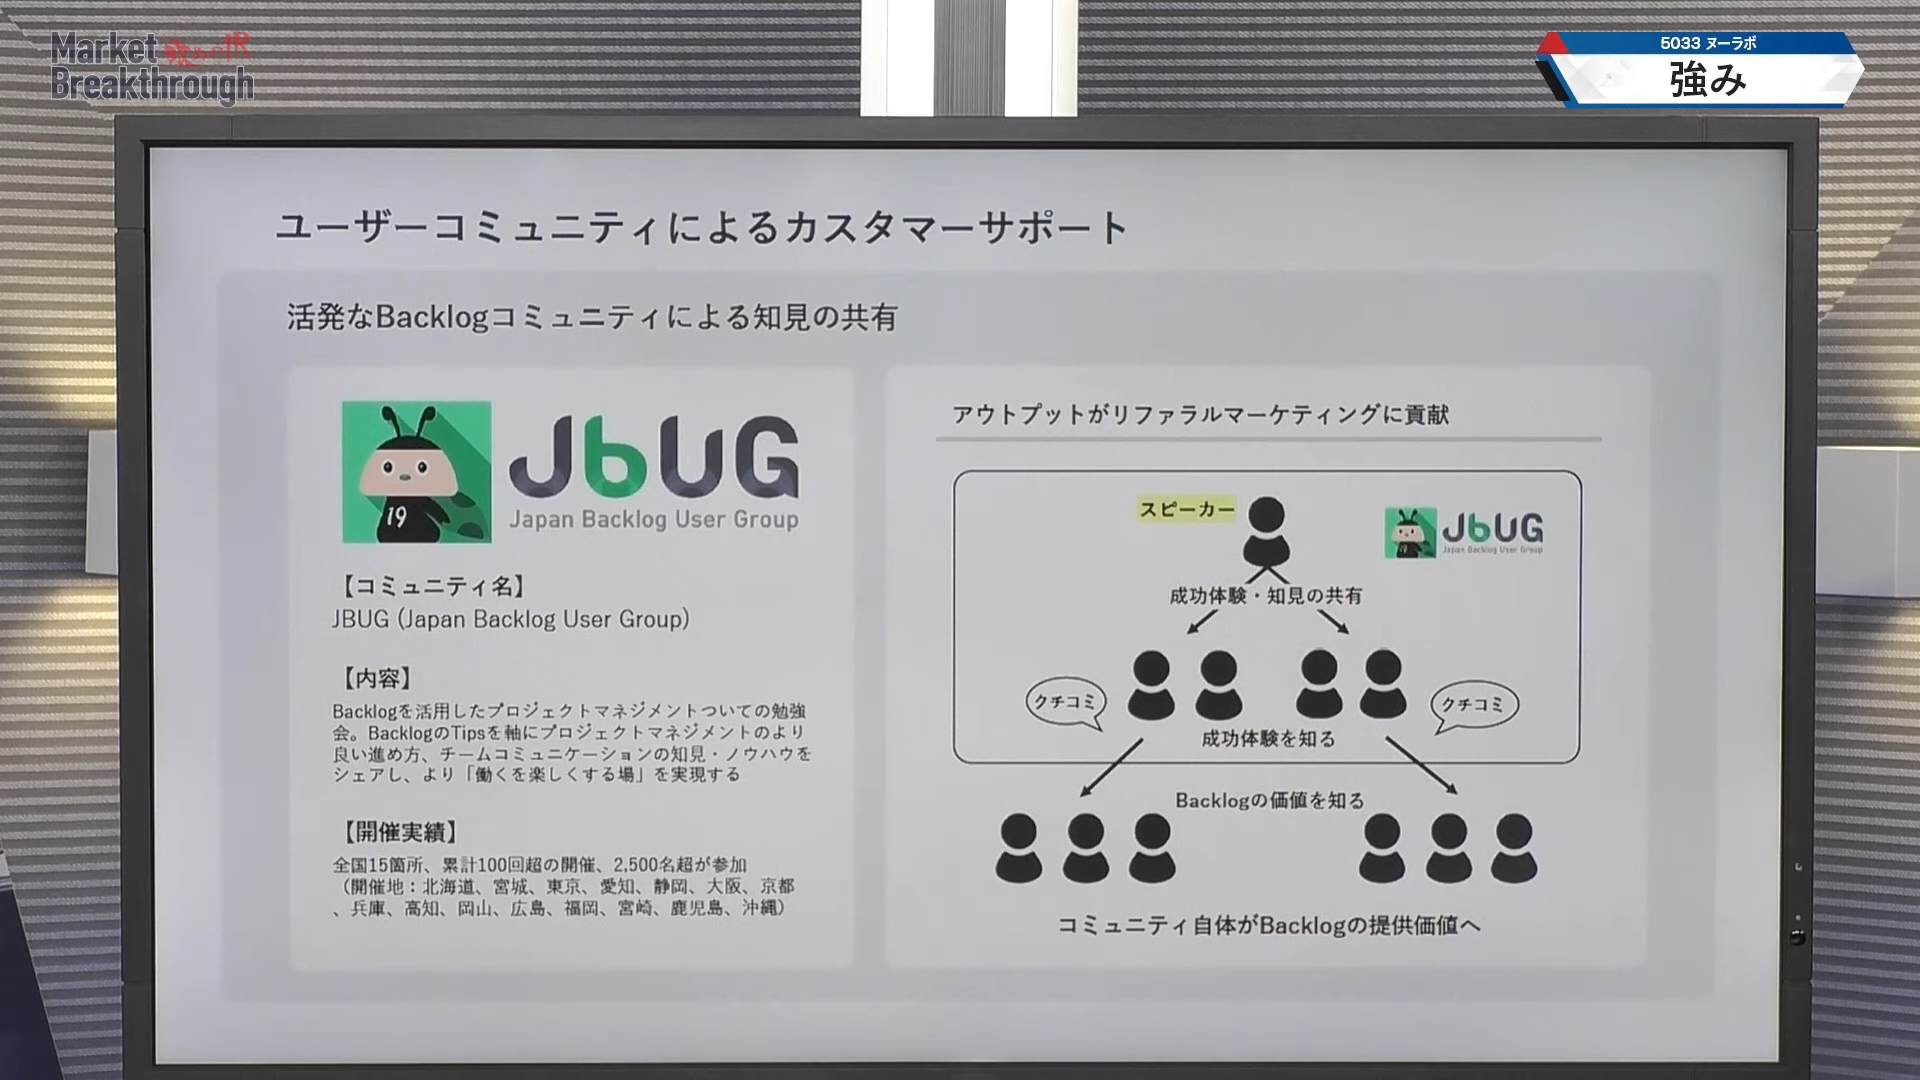 Market
Breakthrough
5033 ヌーラボ
強み
ユーザーコミュニティによるカスタマーサポート
活発なBacklogコミュニティによる知見の共有
JbUG
Japan Backlog User Group
19
【コミュニティ名】
JBUG (Japan Backlog User Group)
【内容】
Backlogを活用したプロジェクトマネジメントついての勉強
会。BacklogのTipsを軸にプロジェクトマネジメントのより
良い進め方、チームコミュニケーションの知見・ノウハウを
シェアし、より「働くを楽しくする場」を実現する
【開催実績】
全国15箇所、累計100回超の開催、2,500名超が参加
（開催地：北海道、宮城、東京、愛知、静岡、大阪、京都
、兵庫、高知、岡山、広島、福岡、宮崎、鹿児島、沖縄）
アウトプットがリファラルマーケティングに貢献
スピーカー
JbUG
Japan Backlog User Group
成功体験・知見の共有
クチコミ
クチコミ
成功体験を知る
Backlogの価値を知る
コミュニティ自体がBacklogの提供価値へ